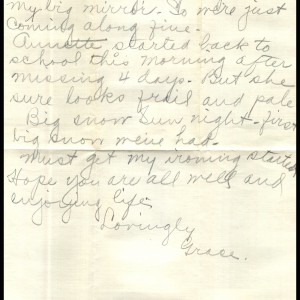 my big mirror. So we're just
coming along fine.
Annette started back to
school this morning after
missing 4 days. But she
sure looks frail and pale
Big snow Sun night - first
big snow we've had.
Must get my ironing started
Hope you are all well and
enjoying life.
Lovingly
Grace.